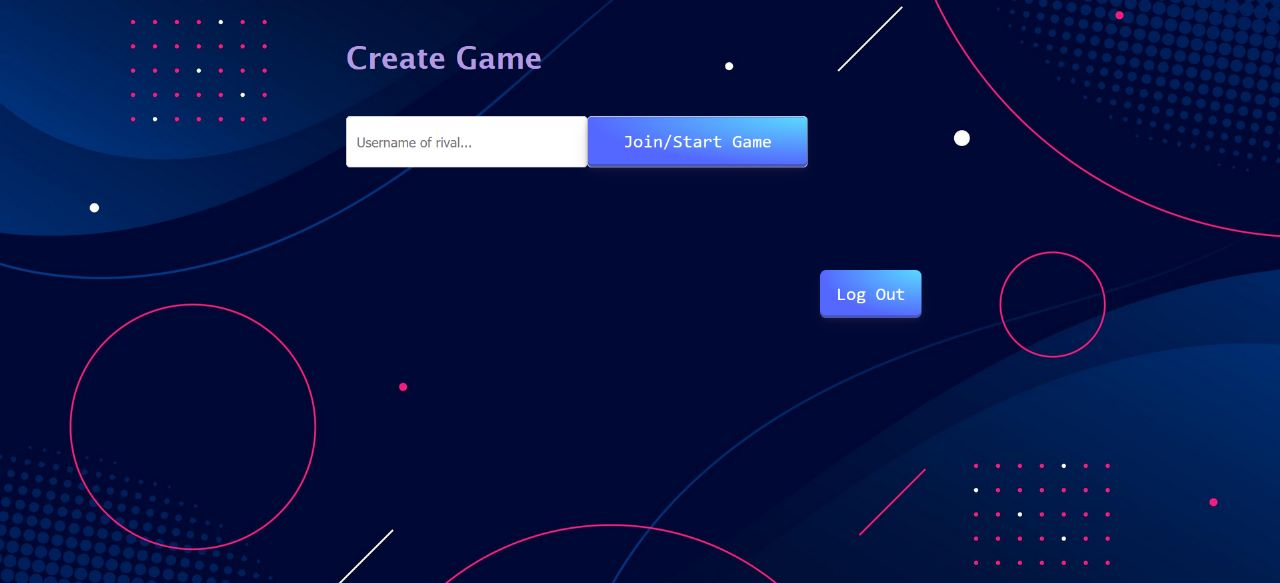 Create Game
Username of rival...
Join/Start Game
Log Out